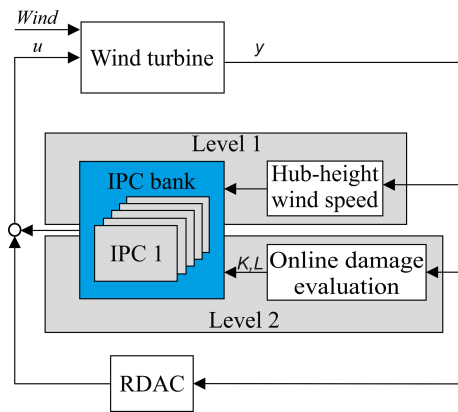 Wind
u
Wind turbine
y
Level 1
IPC bank
Hub-height
wind speed
IPC 1
K,L
Online damage
evaluation
Level 2
RDAC